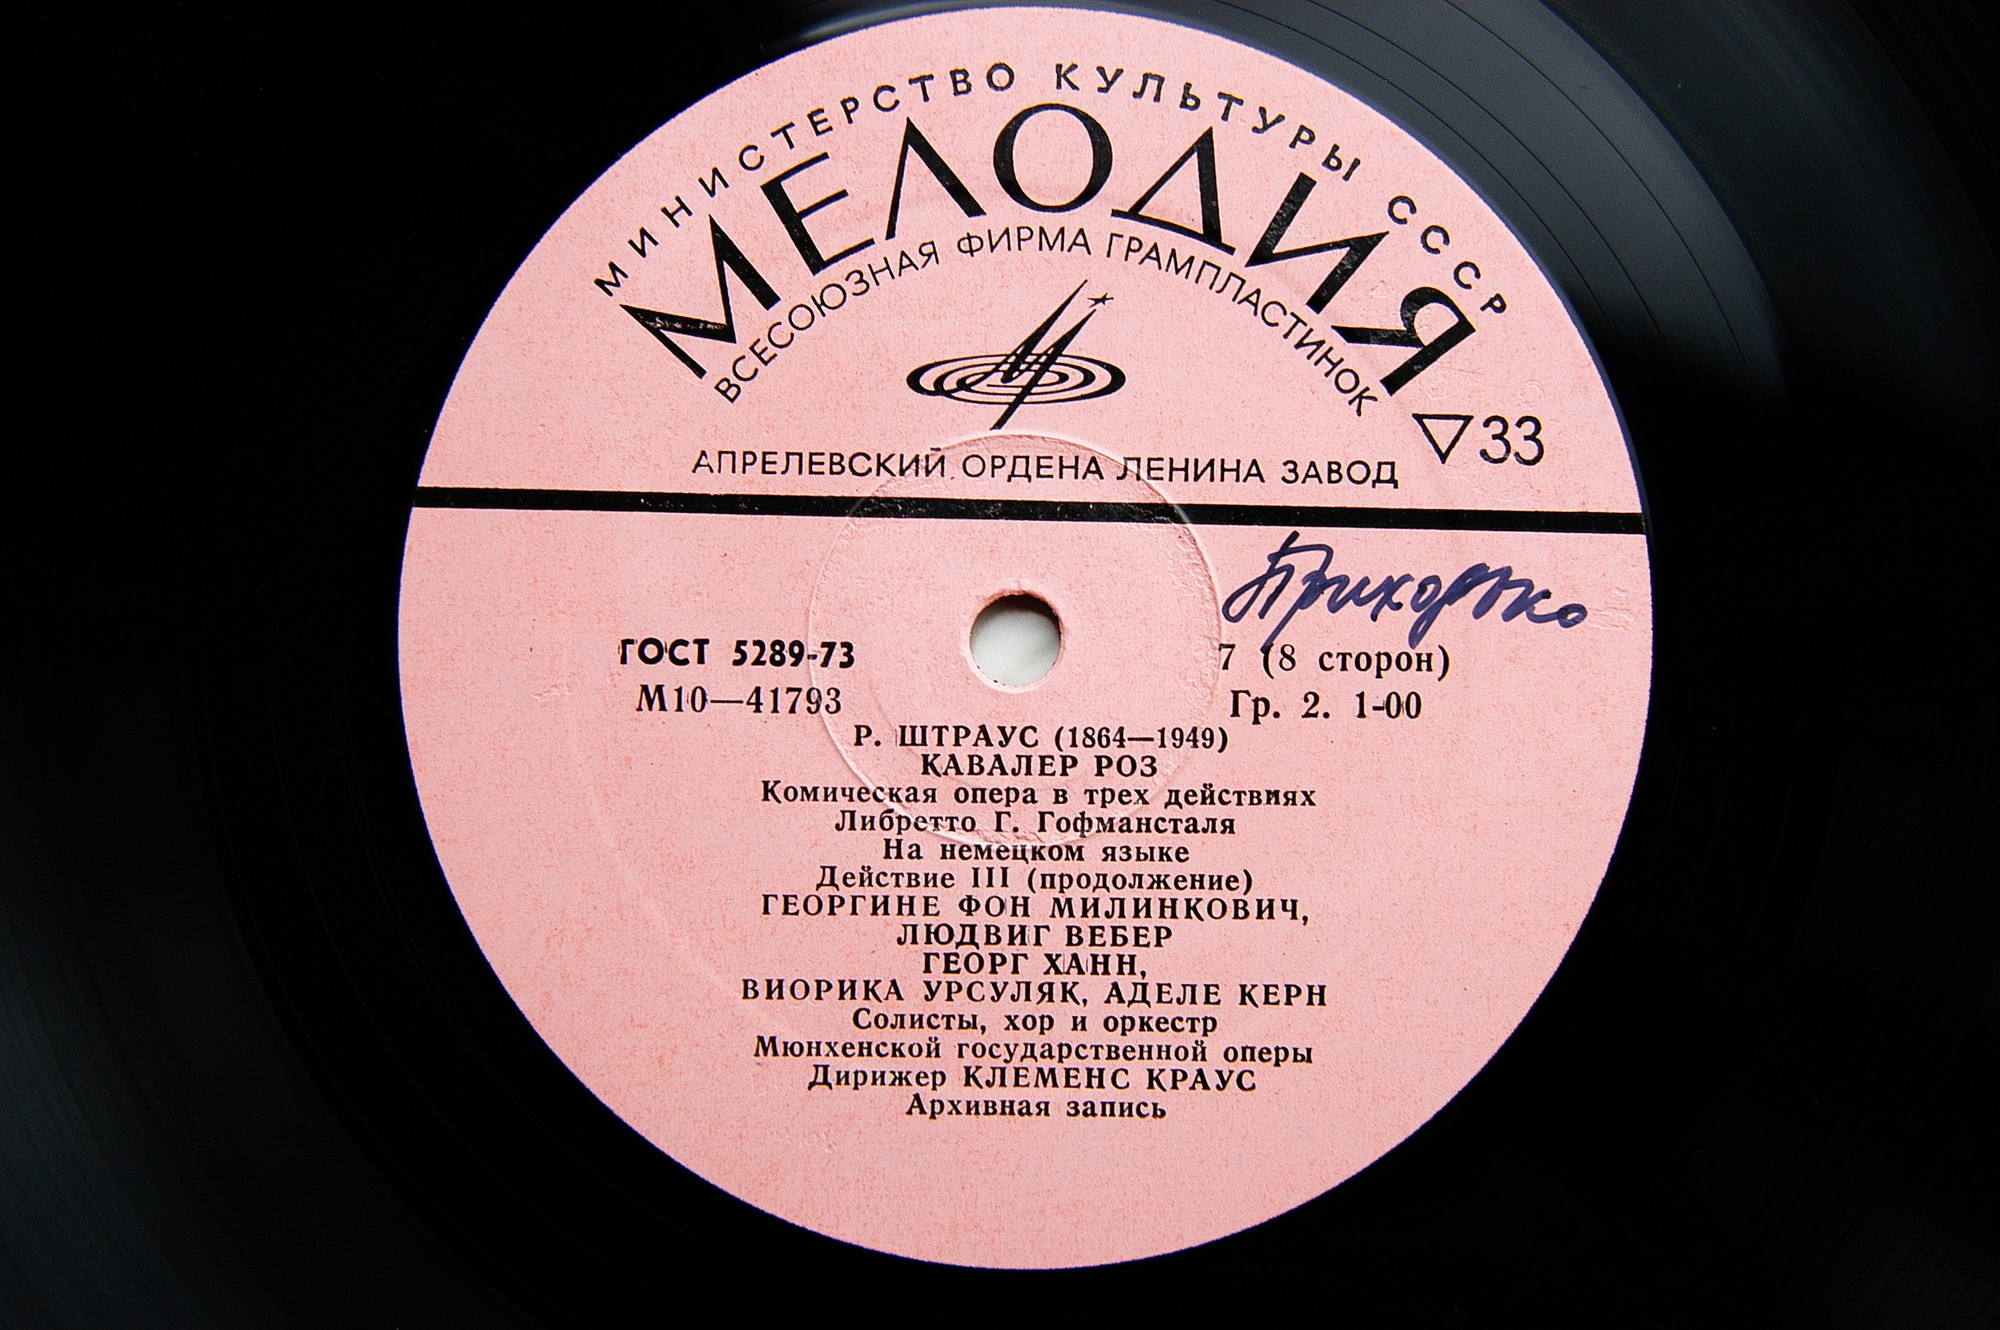 МИНИСТЕРСТВО КУЛЬТУРЫ СССР
МЕЛОДИЯ
ВСЕСОЮЗНАЯ ФИРМА ГРАМПЛАСТИНОК
33
АПРЕЛЕВСКИЙ ОРДЕНА ЛЕНИНА ЗАВОД
Приходько
ГОСТ 5289-73
7 (8 сторон)
М10—41793
Гр. 2. 1-00
Р. ШТРАУС (1864—1949)
КАВАЛЕР РОЗ
Комическая опера в трех действиях
Либретто Г. Гофмансталя
На немецком языке
Действие III (продолжение)
ГЕОРГИНЕ ФОН МИЛИНКОВИЧ,
ЛЮДВИГ ВЕБЕР
ГЕОРГ ХАНН,
ВИОРИКА УРСУЛЯК, АДЕЛЕ КЕРН
Солисты, хор и оркестр
Мюнхенской государственной оперы
Дирижер КЛЕМЕНС КРАУС
Архивная запись